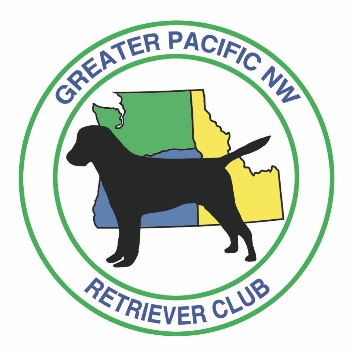 GREATER PACIFIC NW
RETRIEVER CLUB